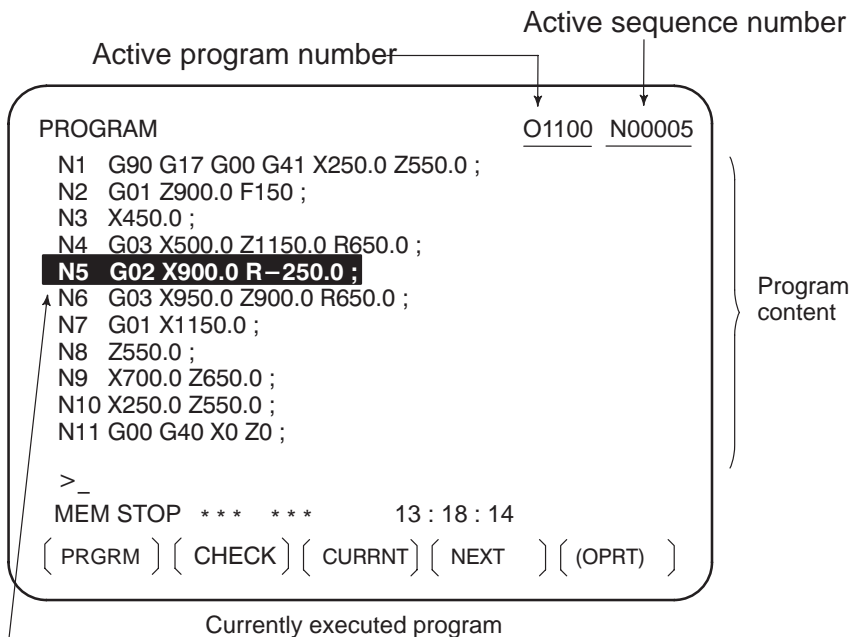 Active sequence number
Active program number
PROGRAM O1100 N00005
N1 G90 G17 G00 G41 X250.0 Z550.0 ;
N2 G01 Z900.0 F150 ;
N3 X450.0 ;
N4 G03 X500.0 Z1150.0 R650.0 ;
N5 G02 X900.0 R−250.0 ;
N6 G03 X950.0 Z900.0 R650.0 ;
N7 G01 X1150.0 ;
N8 Z550.0 ;
N9 X700.0 Z650.0 ;
N10 X250.0 Z550.0 ;
N11 G00 G40 X0 Z0 ;
Program
content
>_
MEM STOP *** *** 13 : 18 : 14
[ PRGRM ] [ CHECK ] [ CURRNT ] [ NEXT ] [ (OPRT) ]
Currently executed program